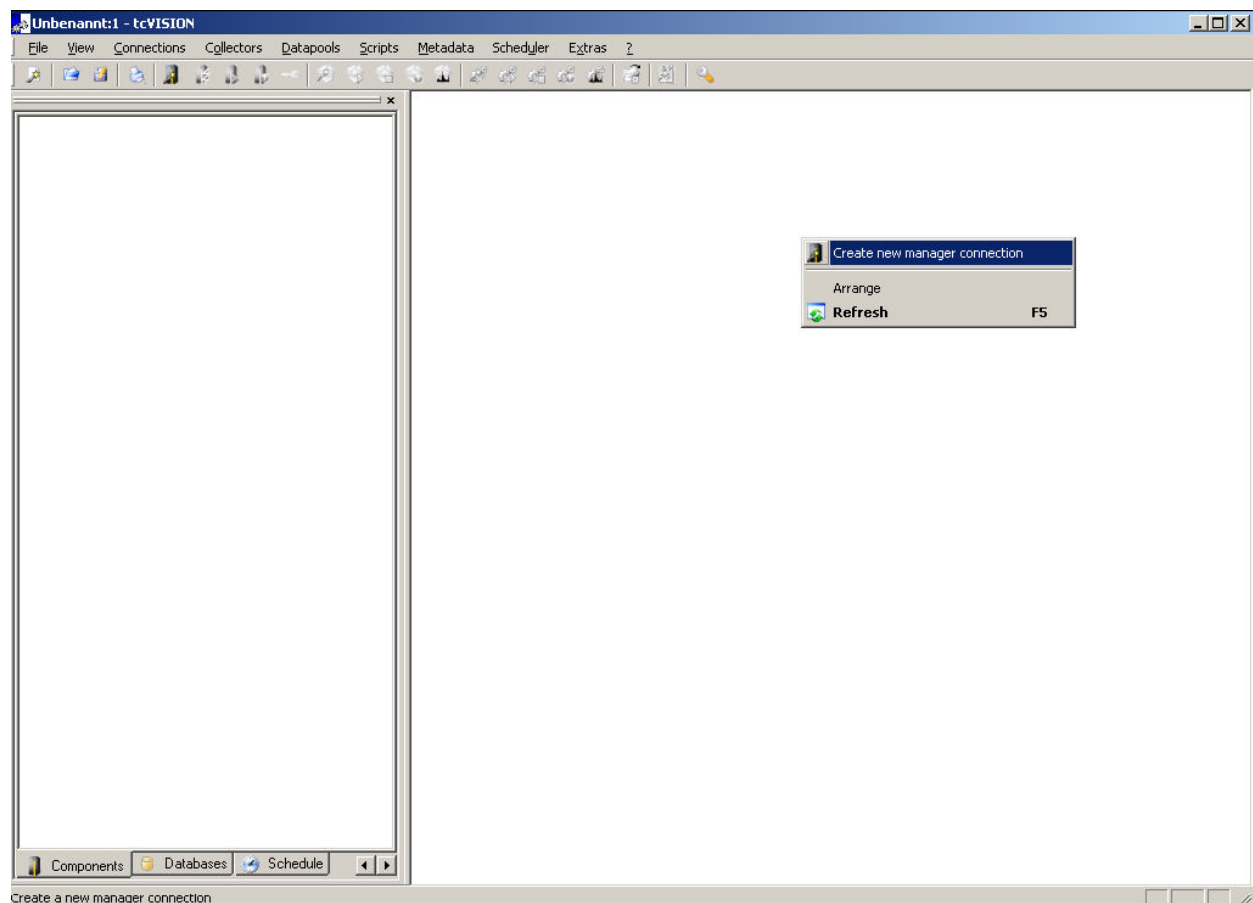 Unbenannt:1 - tcVISION
File View Connections Collectors Datapools Scripts Metadata Scheduler Extras ?
Create new manager connection
Arrange
Refresh F5
Components Databases Schedule
Create a new manager connection